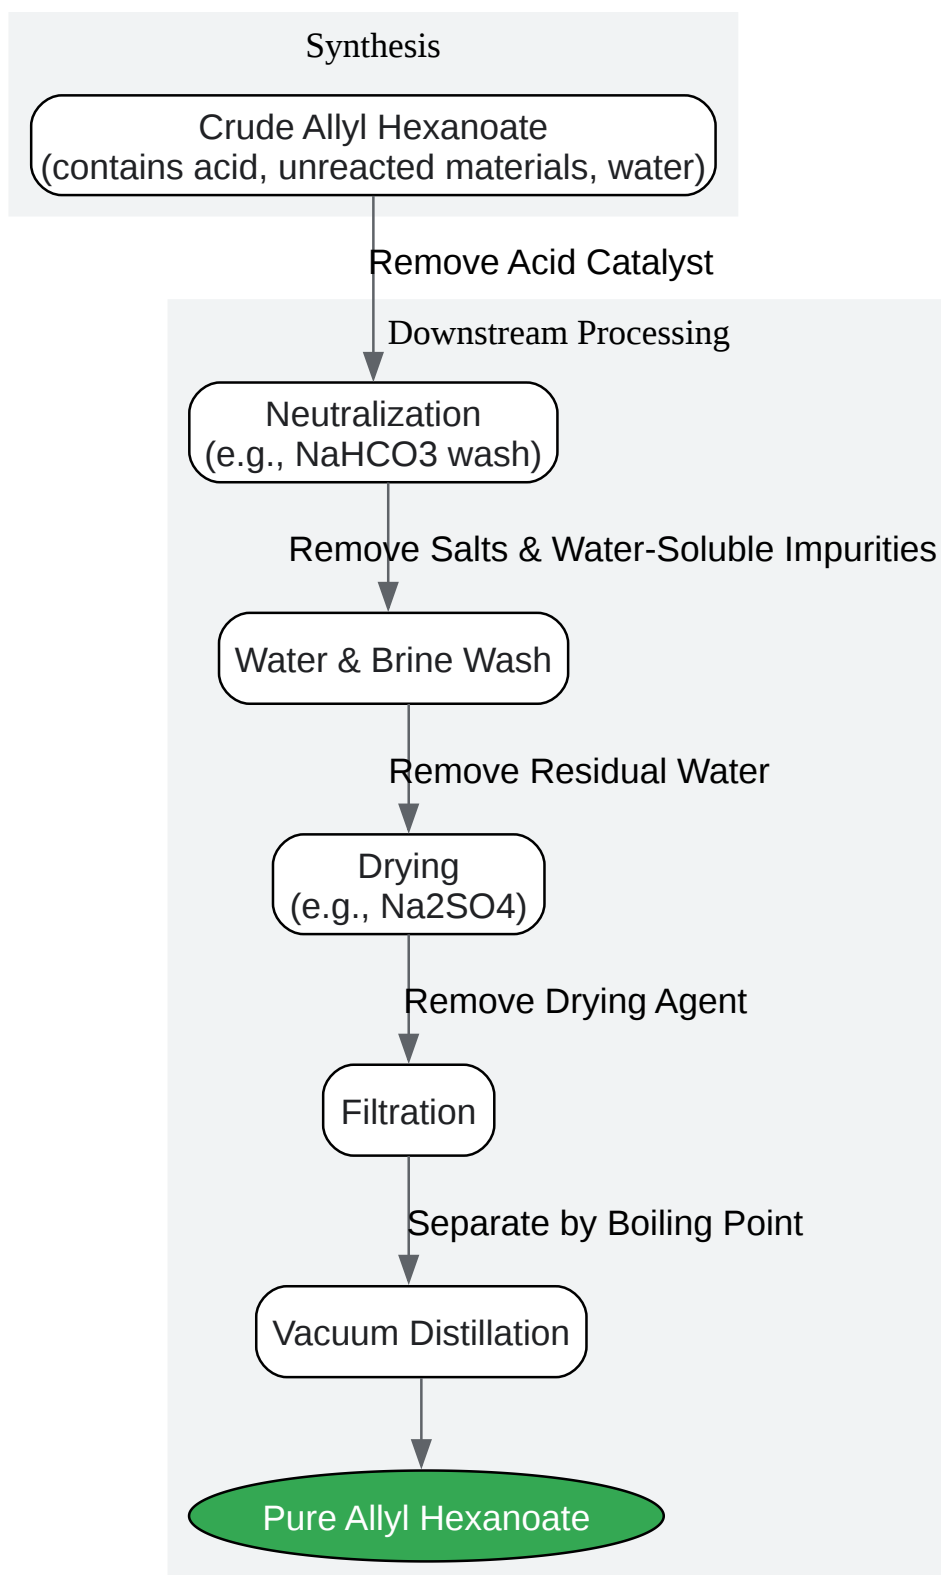 Synthesis
Crude Allyl Hexanoate
(contains acid, unreacted materials, water)
Remove Acid Catalyst
Downstream Processing
Neutralization
(e.g., NaHCO3 wash)
Remove Salts & Water-Soluble Impurities
Water & Brine Wash
Remove Residual Water
Drying
(e.g., Na2SO4)
Remove Drying Agent
Filtration
Separate by Boiling Point
Vacuum Distillation
Pure Allyl Hexanoate